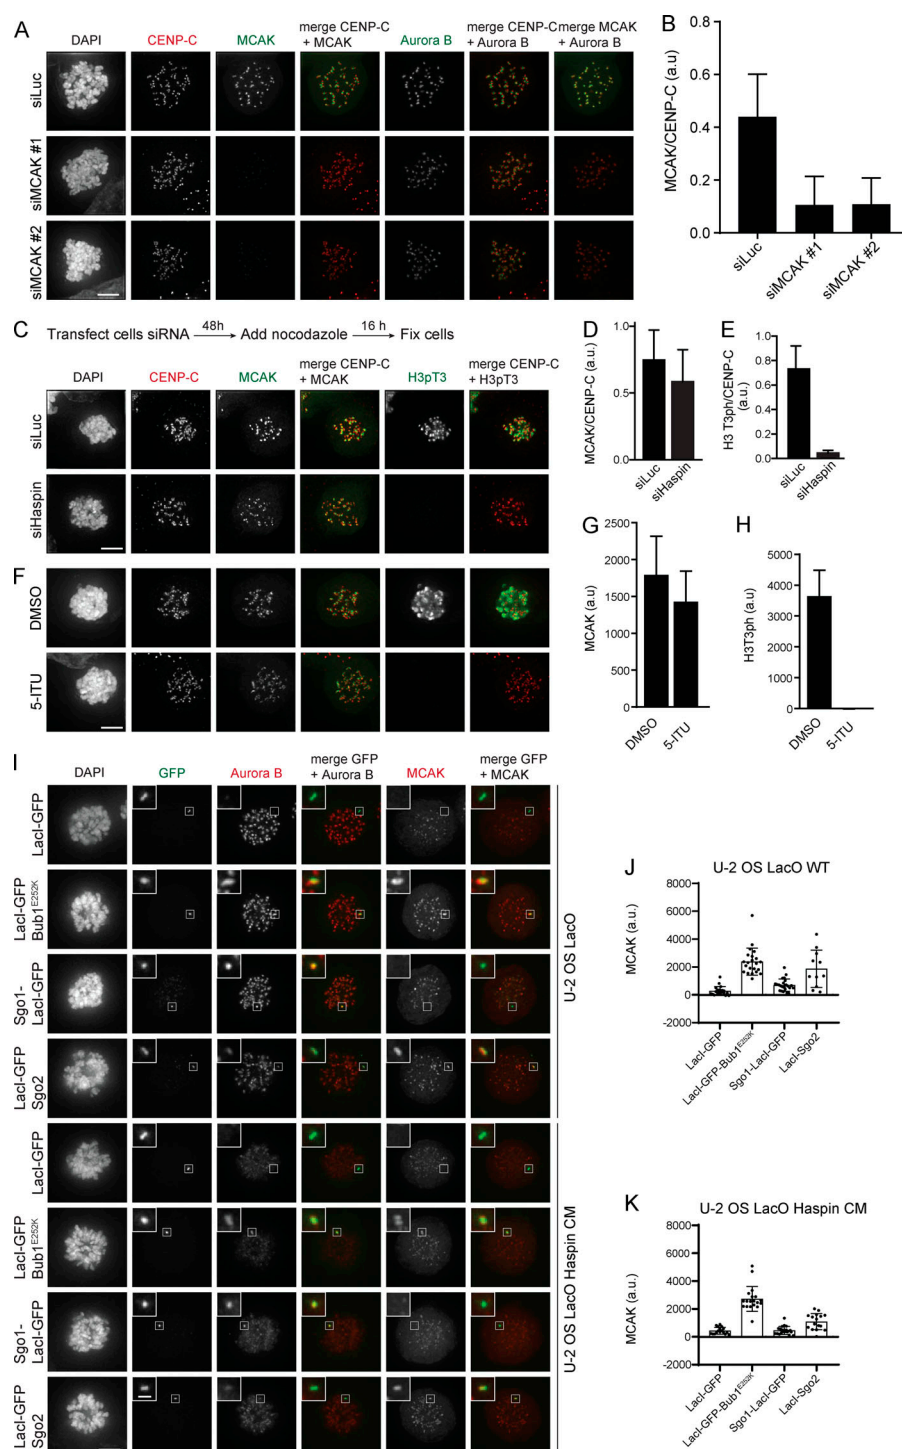 A
DAPI
CENP-C
MCAK
merge CENP-C
+ MCAK
Aurora B
merge CENP-C
+ Aurora B
merge MCAK
+ Aurora B
siLuc
siMCAK #1
siMCAK #2
B
MCAK/CENP-C (a.u)
0.8
0.6
0.4
0.2
0
siLuc
siMCAK #1
siMCAK #2
C
Transfect cells siRNA
48h
Add nocodazole
16 h
Fix cells
DAPI
CENP-C
MCAK
merge CENP-C
+ MCAK
H3pT3
merge CENP-C
+ H3pT3
siLuc
siHaspin
D
MCAK/CENP-C (a.u.)
1.0
0.5
0.0
siLuc
siHaspin
E
H3 T3ph/CENP-C
(a.u.)
1.0
0.8
0.6
0.4
0.2
0.0
siLuc
siHaspin
F
DMSO
5-ITU
G
MCAK (a.u)
2500
2000
1500
1000
500
0
DMSO
5-ITU
H
H3T3ph (a.u)
5000
4000
3000
2000
1000
0
DMSO
5-ITU
I
DAPI
GFP
Aurora B
merge GFP
+ Aurora B
MCAK
merge GFP
+ MCAK
LacI-GFP
LacI-GFP
Bub1E252K
Sgo1-
LacI-GFP
LacI-GFP
Sgo2
U-2 OS LacO
LacI-GFP
LacI-GFP
Bub1E252K
Sgo1-
LacI-GFP
LacI-GFP
Sgo2
U-2 OS LacO Haspin CM
J
U-2 OS LacO WT
MCAK (a.u.)
8000
6000
4000
2000
0
-2000
LacI-GFP
LacI-GFP-Bub1E252K
Sgo1-LacI-GFP
LacI-Sgo2
K
U-2 OS LacO Haspin CM
MCAK (a.u.)
8000
6000
4000
2000
0
-2000
LacI-GFP
LacI-GFP-Bub1E252K
Sgo1-LacI-GFP
LacI-Sgo2